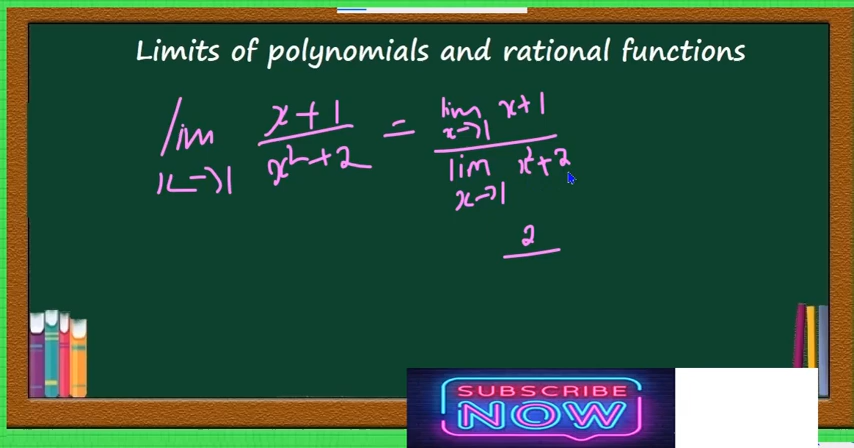 Limits of polynomials and rational functions
lim x→1 (x+1)/(x²+2) = (lim x→1 x+1)/(lim x→1 x²+2)
2
SUBSCRIBE
NOW